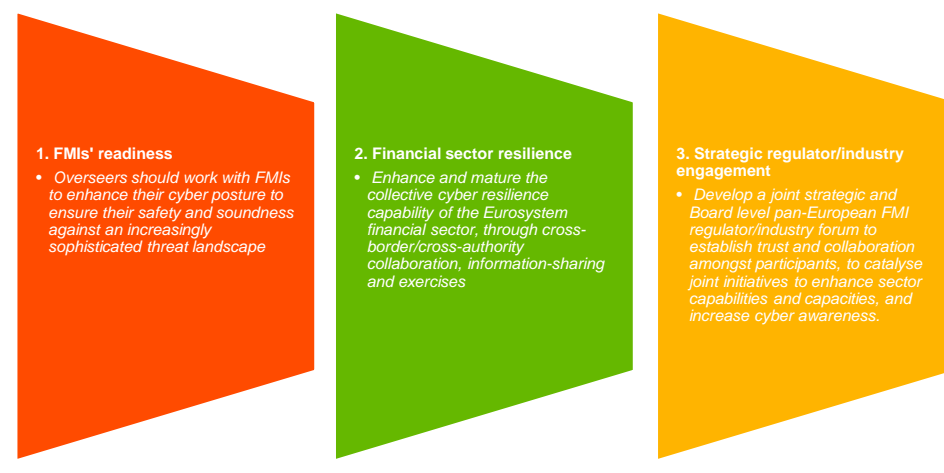 1. FMIs' readiness
• Overseers should work with FMIs
to enhance their cyber posture to
ensure their safety and soundness
against an increasingly
sophisticated threat landscape
2. Financial sector resilience
• Enhance and mature the
collective cyber resilience
capability of the Eurosystem
financial sector, through cross-
border/cross-authority
collaboration, information-sharing
and exercises
3. Strategic regulator/industry
engagement
• Develop a joint strategic and
Board level pan-European FMI
regulator/industry forum to
establish trust and collaboration
amongst participants, to catalyse
joint initiatives to enhance sector
capabilities and capacities, and
increase cyber awareness.